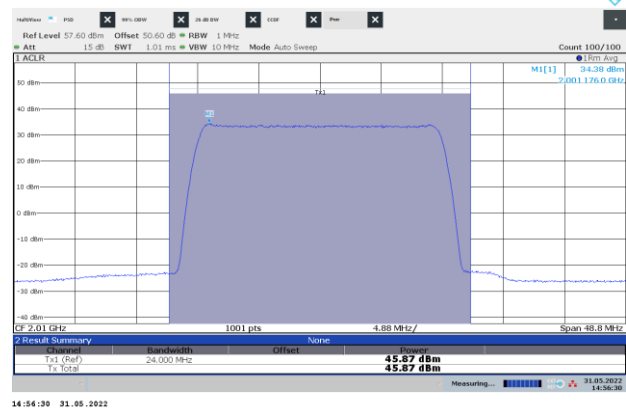 MultiView PSD 99% OBW 26 dB BW CCDF Pwr
Ref Level 57.60 dBm Offset 50.60 dB RBW 1 MHz
Att 15 dB SWT 1.01 ms VBW 10 MHz Mode Auto Sweep Count 100/100
1 ACLR 1Rm Avg
M1[1] 34.38 dBm
2.001 176 0 GHz
50 dBm
Tx1
40 dBm
M1
30 dBm
20 dBm
10 dBm
0 dBm
-10 dBm
-20 dBm
-30 dBm
-40 dBm
CF 2.01 GHz 1001 pts 4.88 MHz/ Span 48.8 MHz
2 Result Summary None
Channel Bandwidth Offset Power
Tx1 (Ref) 24.000 MHz 45.87 dBm
Tx Total 45.87 dBm
Measuring... 31.05.2022
14:56:30
14:56:30 31.05.2022